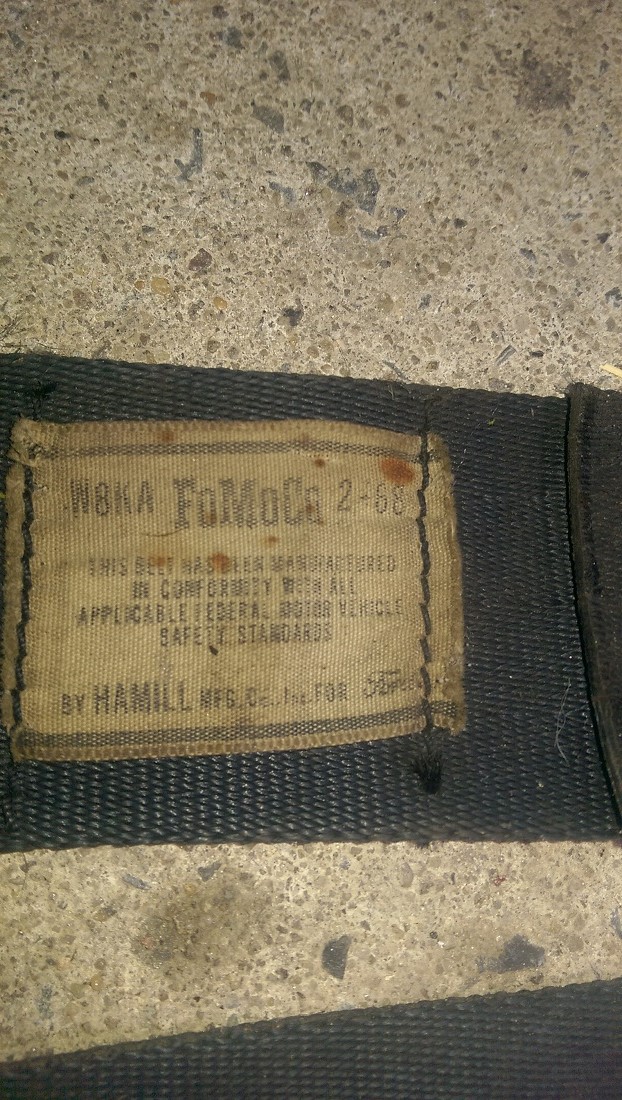 W8KA FoMoCo 2-68
THIS BELT HAS BEEN MANUFACTURED
IN CONFORMITY WITH ALL
APPLICABLE FEDERAL MOTOR VEHICLE
SAFETY STANDARDS
BY HAMILL MFG. CO. INC. FOR Ford